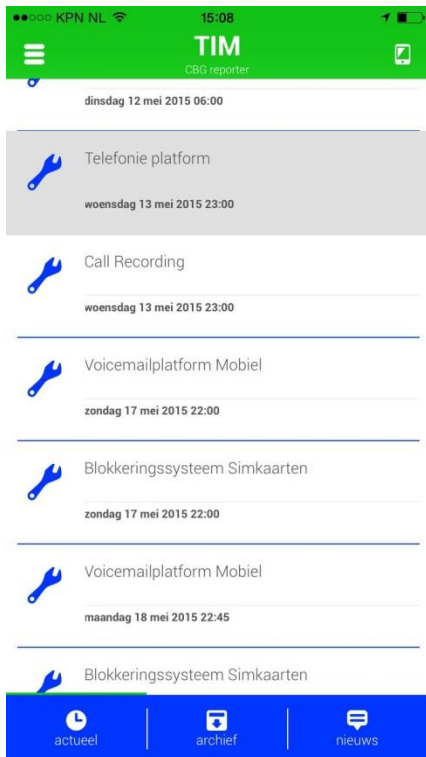 KPN NL
15:08
TIM
CBG reporter
dinsdag 12 mei 2015 06:00
Telefonie platform
woensdag 13 mei 2015 23:00
Call Recording
woensdag 13 mei 2015 23:00
Voicemailplatform Mobiel
zondag 17 mei 2015 22:00
Blokkeringssysteem Simkaarten
zondag 17 mei 2015 22:00
Voicemailplatform Mobiel
maandag 18 mei 2015 22:45
Blokkeringssysteem Simkaarten
actueel
archief
nieuws